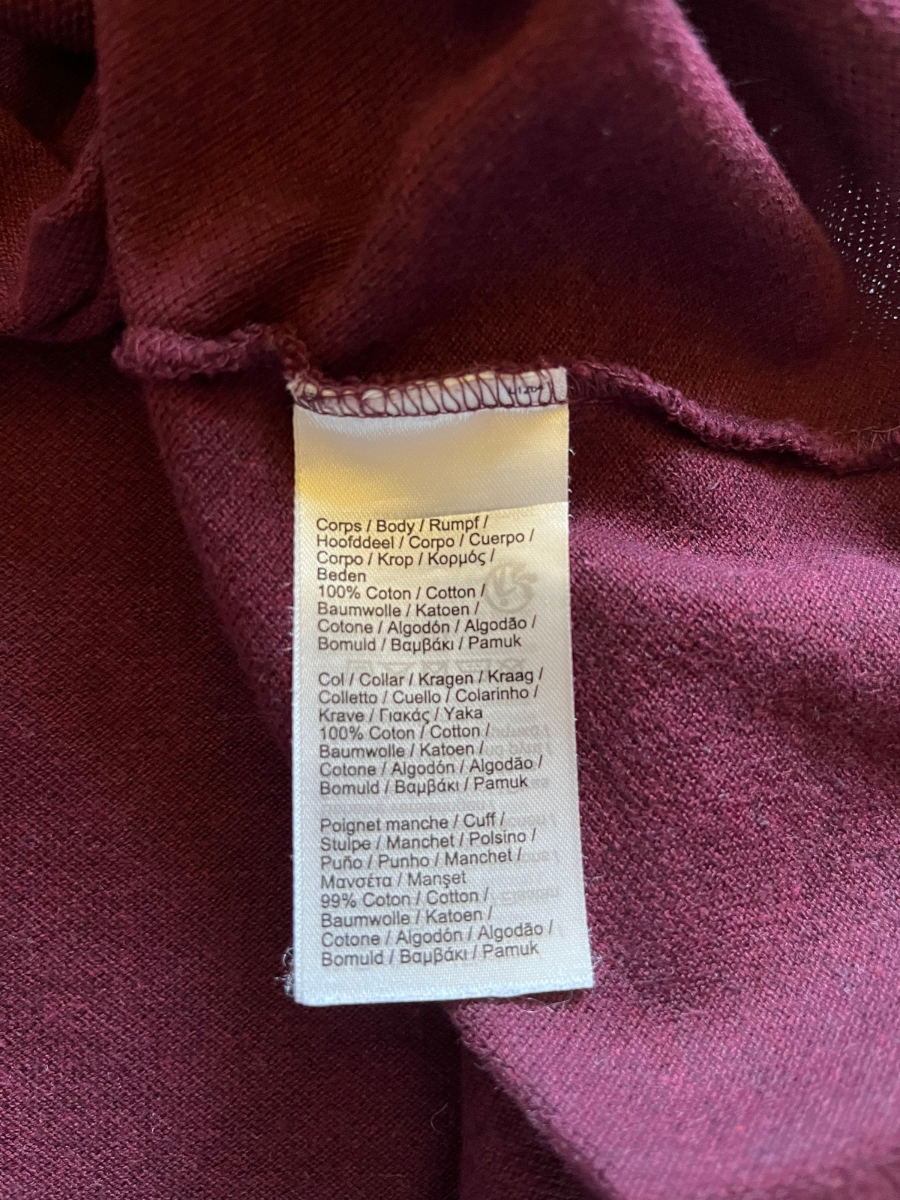 Corps / Body / Rumpf /
Hoofddeel / Corpo / Cuerpo /
Corpo / Krop / Κορμός /
Beden
100% Coton / Cotton /
Baumwolle / Katoen /
Cotone / Algodón / Algodão /
Bomuld / Βαμβάκι / Pamuk
Col / Collar / Kragen / Kraag /
Colletto / Cuello / Colarinho /
Krave / Γιακάς / Yaka
100% Coton / Cotton /
Baumwolle / Katoen /
Cotone / Algodón / Algodão /
Bomuld / Βαμβάκι / Pamuk
Poignet manche / Cuff /
Stulpe / Manchet / Polsino /
Puño / Punho / Manchet /
Μανσέτα / Manşet
99% Coton / Cotton /
Baumwolle / Katoen /
Cotone / Algodón / Algodão /
Bomuld / Βαμβάκι / Pamuk